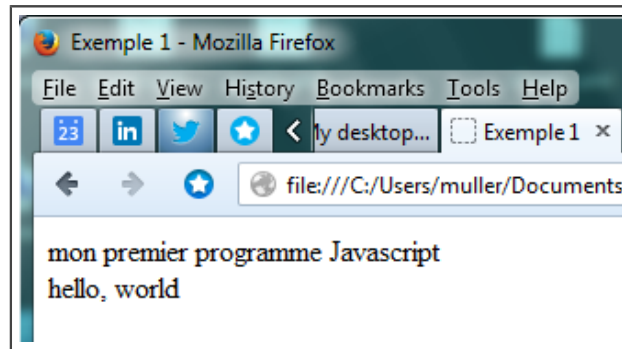 Exemple 1 - Mozilla Firefox
File Edit View History Bookmarks Tools Help
23 in My desktop... Exemple 1 ×
file:///C:/Users/muller/Documents
mon premier programme Javascript
hello, world